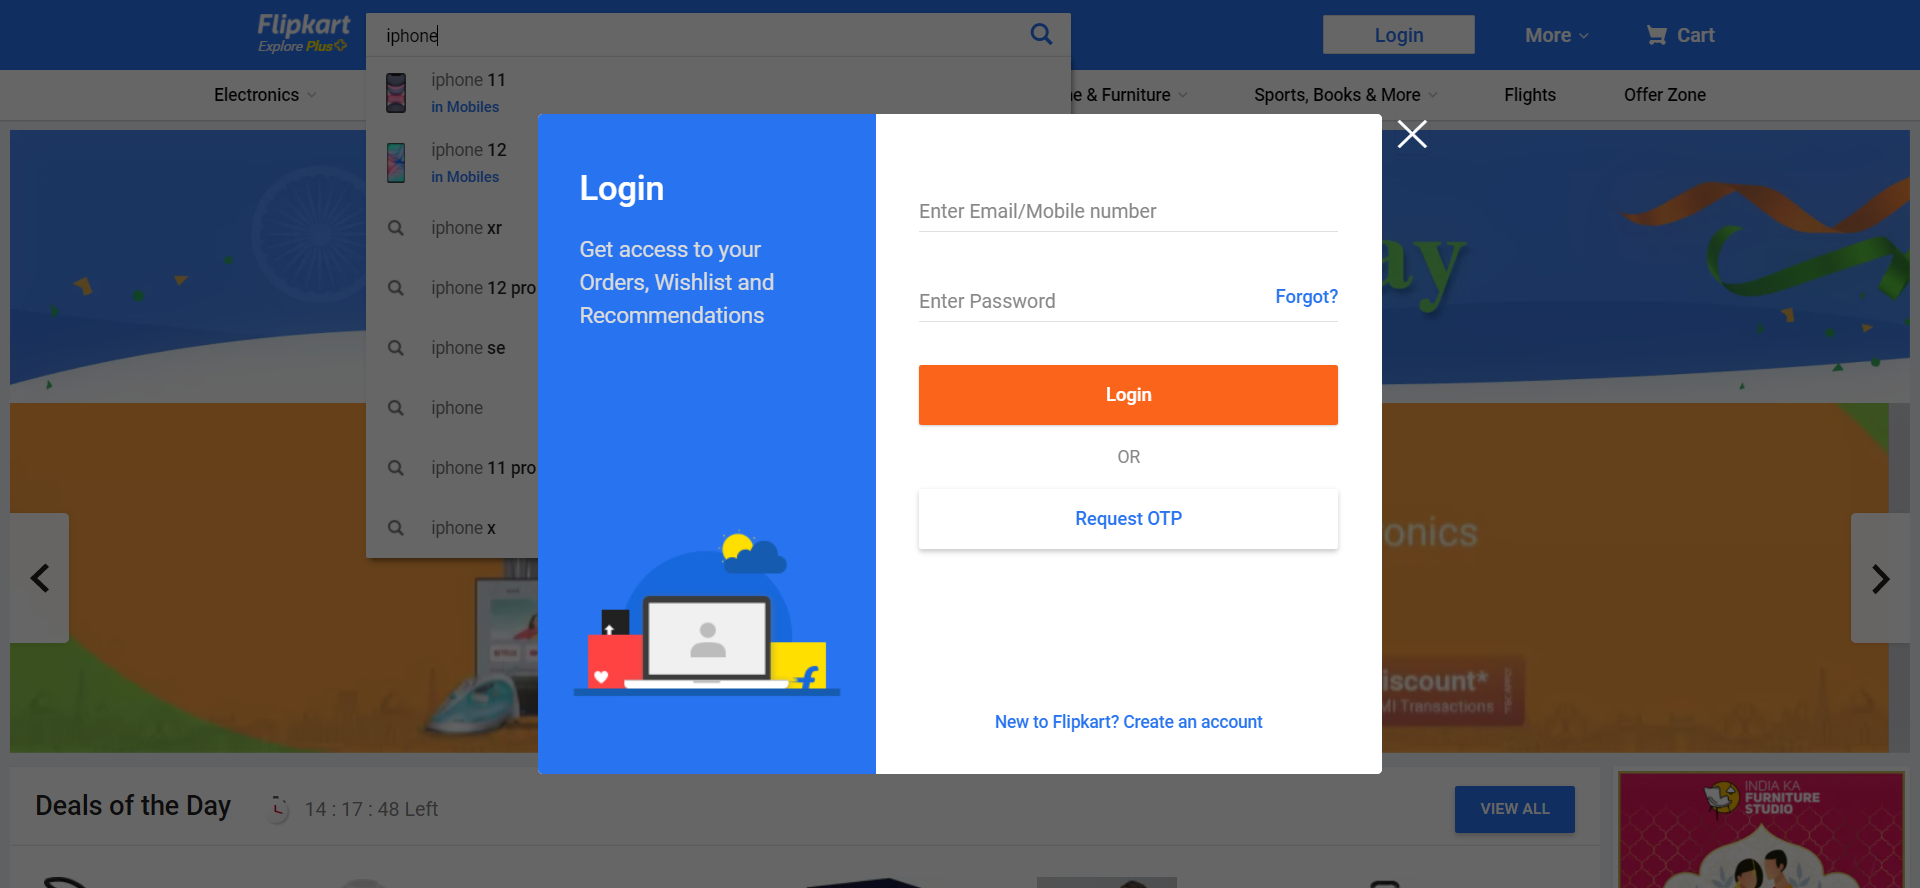 Flipkart
Explore Plus
iphone
Login
More
Cart
Electronics
e & Furniture
Sports, Books & More
Flights
Offer Zone
iphone 11
in Mobiles
iphone 12
in Mobiles
iphone xr
iphone 12 pro
iphone se
iphone
iphone 11 pro
iphone x
Login
Get access to your
Orders, Wishlist and
Recommendations
Enter Email/Mobile number
Enter Password
Forgot?
Login
OR
Request OTP
New to Flipkart? Create an account
ay
onics
iscount*
MI Transactions
Deals of the Day
14 : 17 : 48 Left
VIEW ALL
INDIA KA
FURNITURE
STUDIO